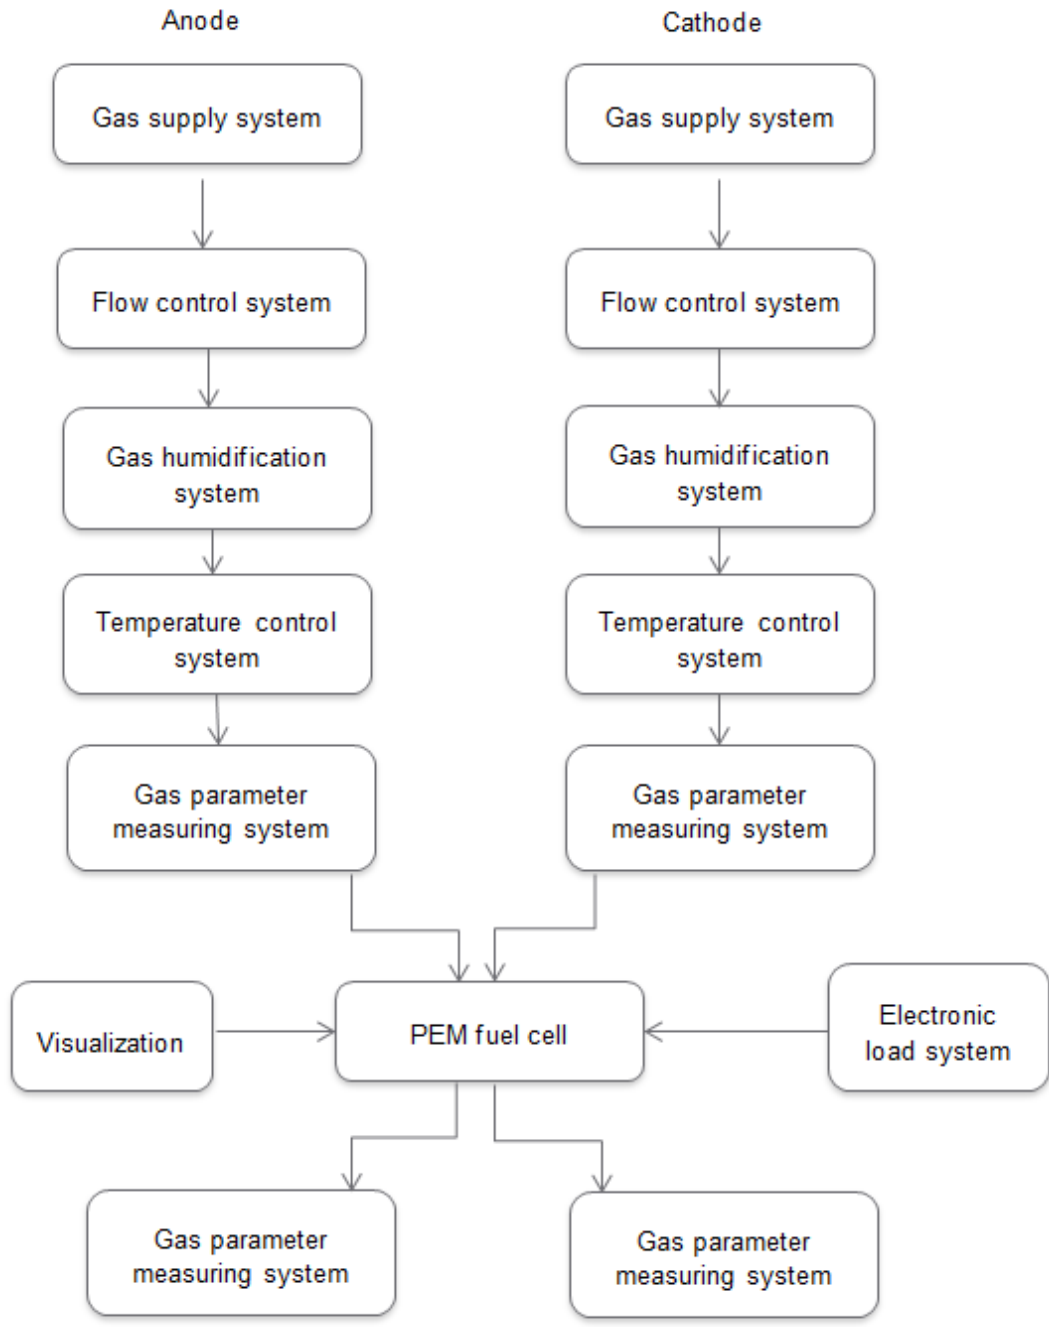 Anode
Cathode
Gas supply system
Gas supply system
Flow control system
Flow control system
Gas humidification
system
Gas humidification
system
Temperature control
system
Temperature control
system
Gas parameter
measuring system
Gas parameter
measuring system
Visualization
PEM fuel cell
Electronic
load system
Gas parameter
measuring system
Gas parameter
measuring system